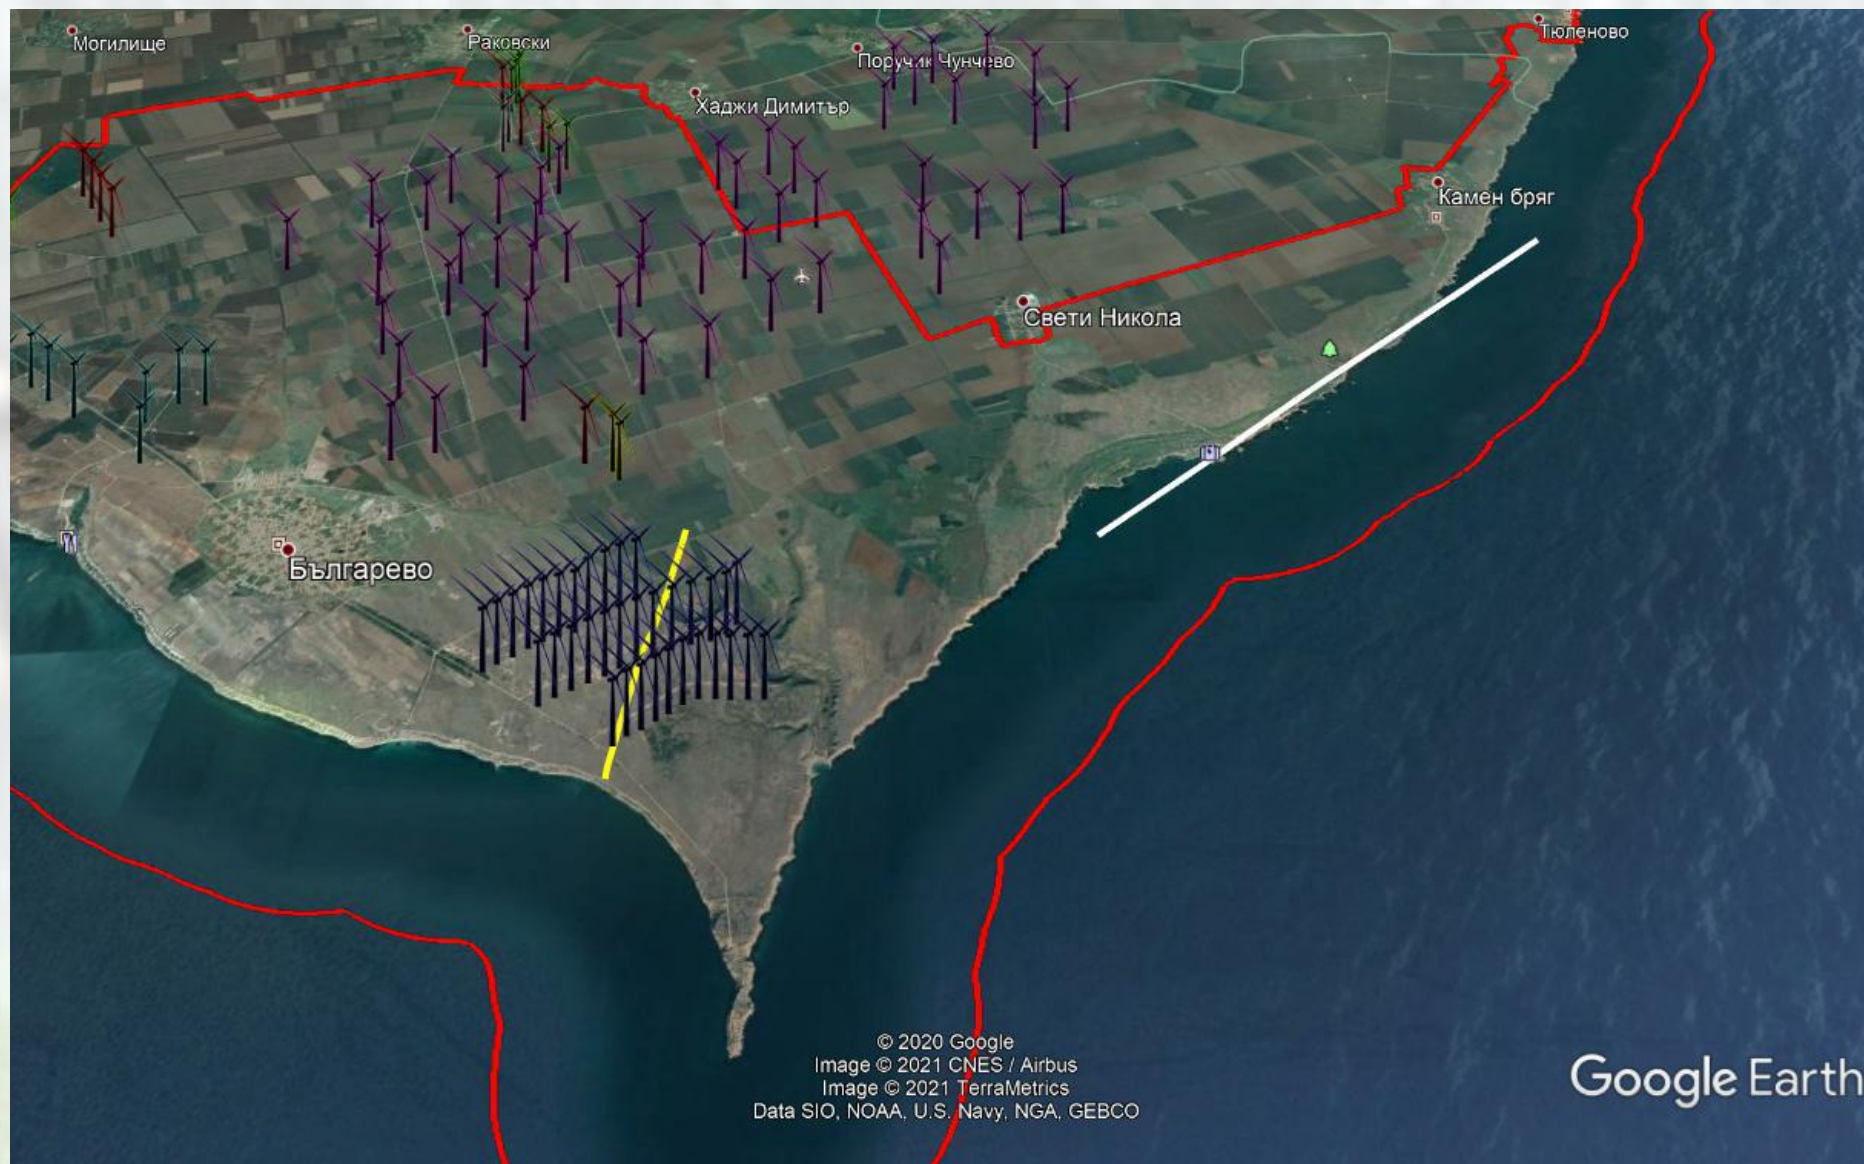 Могилище
Раковски
Поручик Чунчево
Тюленово
Хаджи Димитър
Камен бряг
Свети Никола
Българево
© 2020 Google
Image © 2021 CNES / Airbus
Image © 2021 TerraMetrics
Data SIO, NOAA, U.S. Navy, NGA, GEBCO
Google Earth